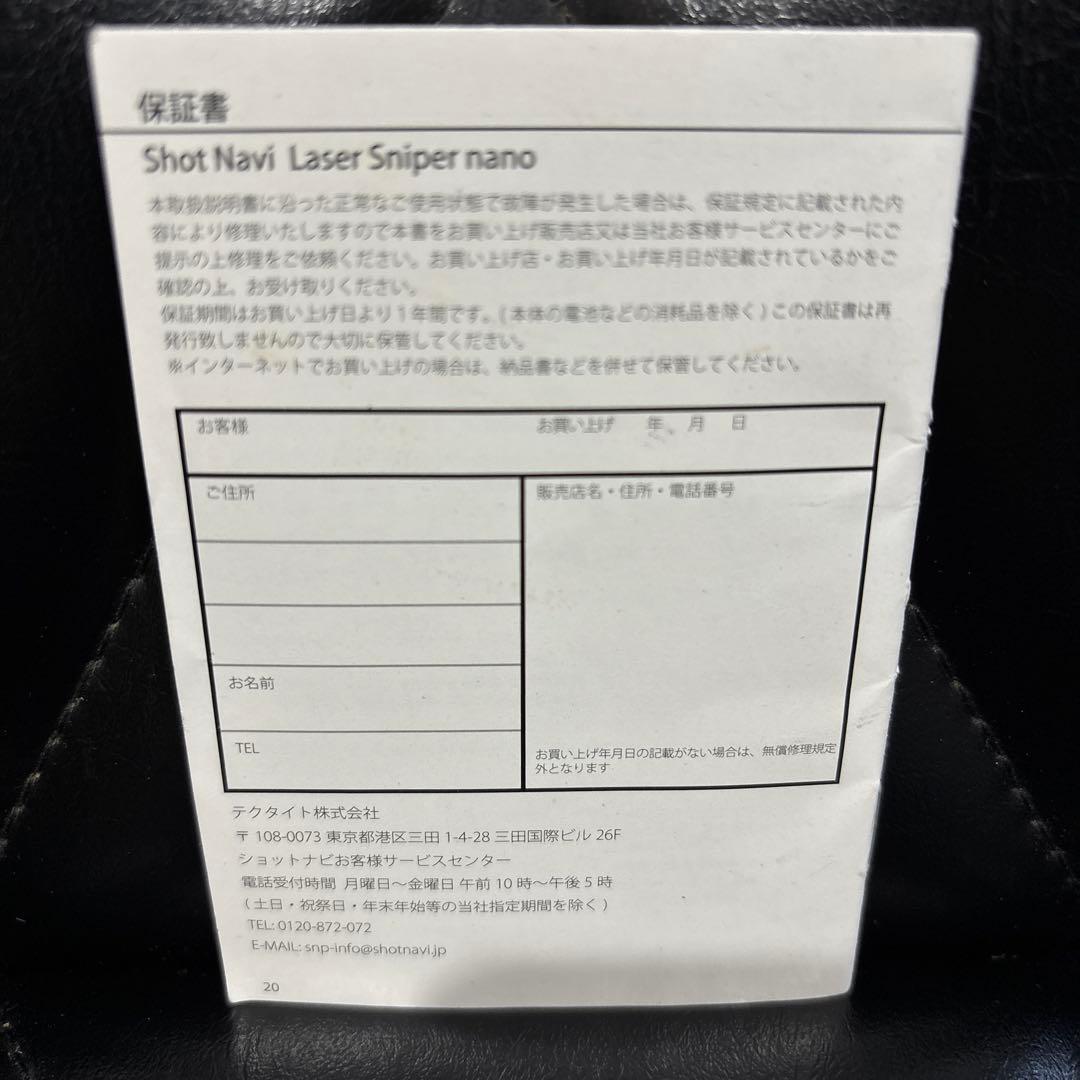 保証書
Shot Navi Laser Sniper nano
本取扱説明書に沿った正常なご使用状態で故障が発生した場合は、保証規定に記載された内
容により修理いたしますので本書をお買い上げ販売店又は当社お客様サービスセンターにご
提示の上修理をご依頼ください。お買い上げ店・お買い上げ年月日が記載されているかをご
確認の上、お受け取りください。
保証期間はお買い上げ日より1年間です。(本体の電池などの消耗品を除く)この保証書は再
発行致しませんので大切に保管してください。
※インターネットでお買い上げの場合は、納品書などを併せて保管してください。
お客様 お買い上げ 年、月 日
ご住所
販売店名・住所・電話番号
お名前
TEL
お買い上げ年月日の記載がない場合は、無償修理規定
外となります
テクタイト株式会社
〒108-0073 東京都港区三田 1-4-28 三田国際ビル 26F
ショットナビお客様サービスセンター
電話受付時間 月曜日～金曜日 午前 10 時～午後 5 時
(土日・祝祭日・年末年始等の当社指定期間を除く)
TEL: 0120-872-072
E-MAIL: snp-info@shotnavi.jp
20